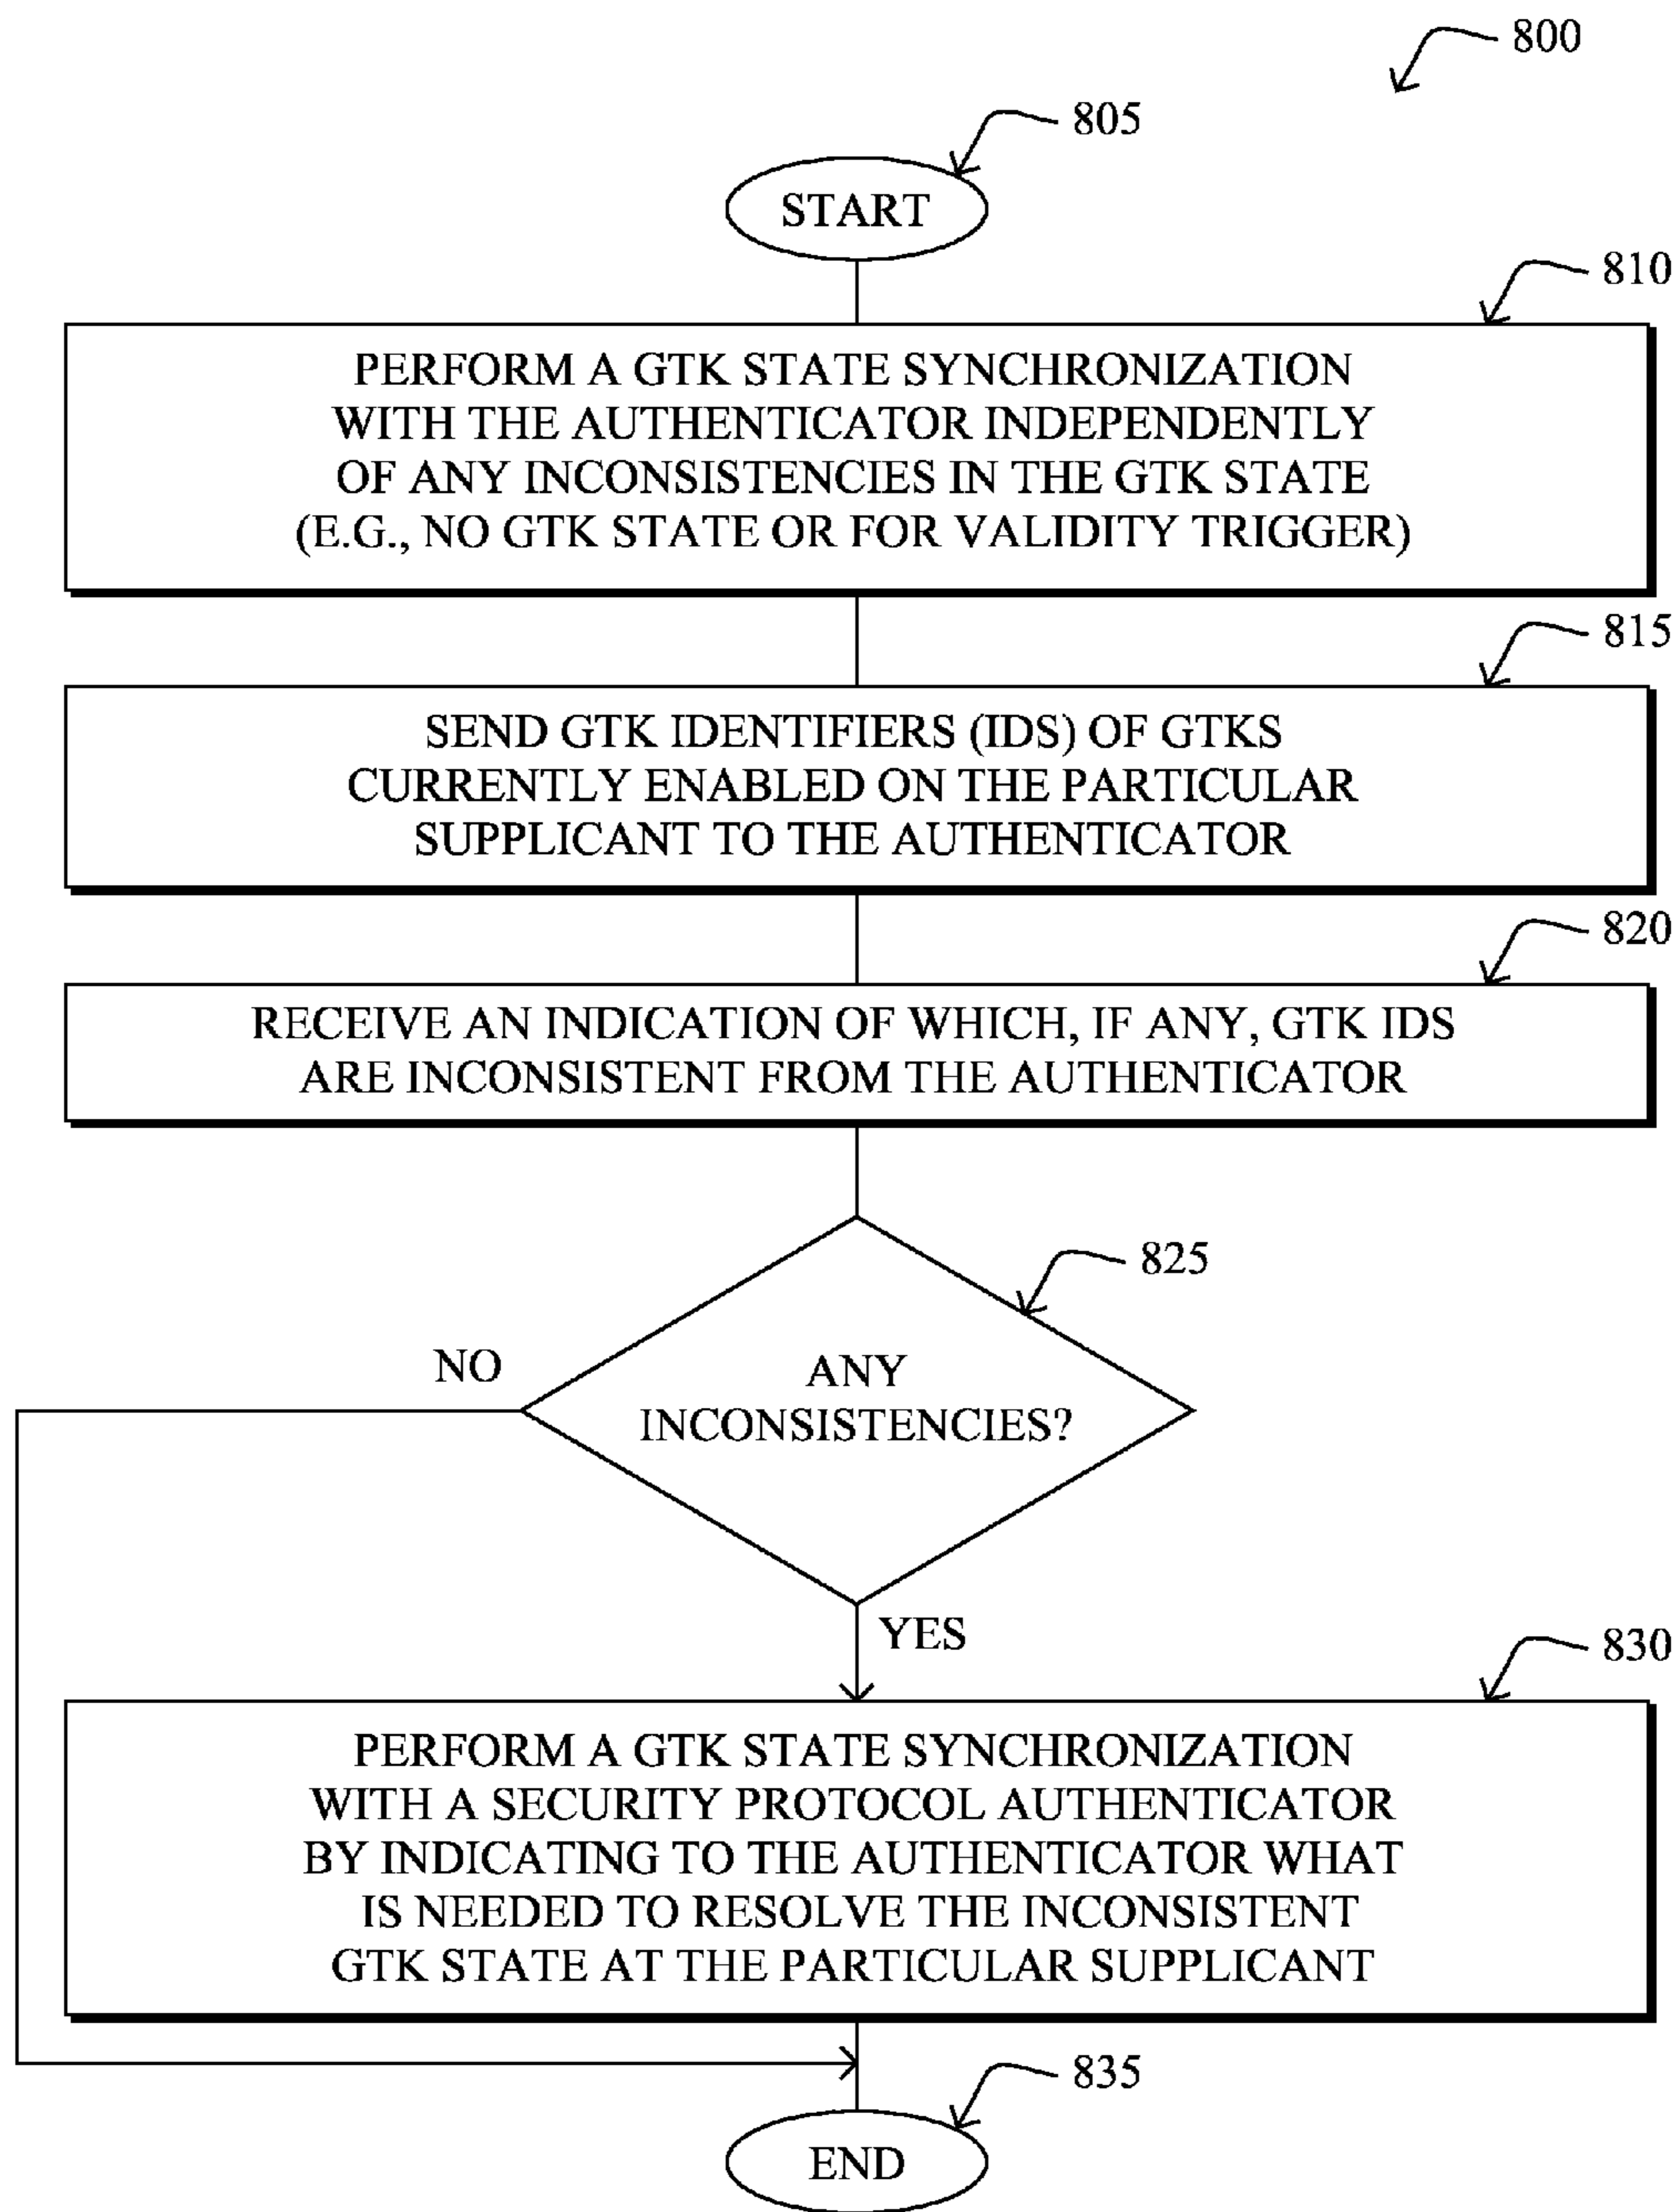 800
805
START
810
PERFORM A GTK STATE SYNCHRONIZATION
WITH THE AUTHENTICATOR INDEPENDENTLY
OF ANY INCONSISTENCIES IN THE GTK STATE
(E.G., NO GTK STATE OR FOR VALIDITY TRIGGER)
815
SEND GTK IDENTIFIERS (IDS) OF GTKS
CURRENTLY ENABLED ON THE PARTICULAR
SUPPLICANT TO THE AUTHENTICATOR
820
RECEIVE AN INDICATION OF WHICH, IF ANY, GTK IDS
ARE INCONSISTENT FROM THE AUTHENTICATOR
825
NO
ANY
INCONSISTENCIES?
YES
830
PERFORM A GTK STATE SYNCHRONIZATION
WITH A SECURITY PROTOCOL AUTHENTICATOR
BY INDICATING TO THE AUTHENTICATOR WHAT
IS NEEDED TO RESOLVE THE INCONSISTENT
GTK STATE AT THE PARTICULAR SUPPLICANT
835
END